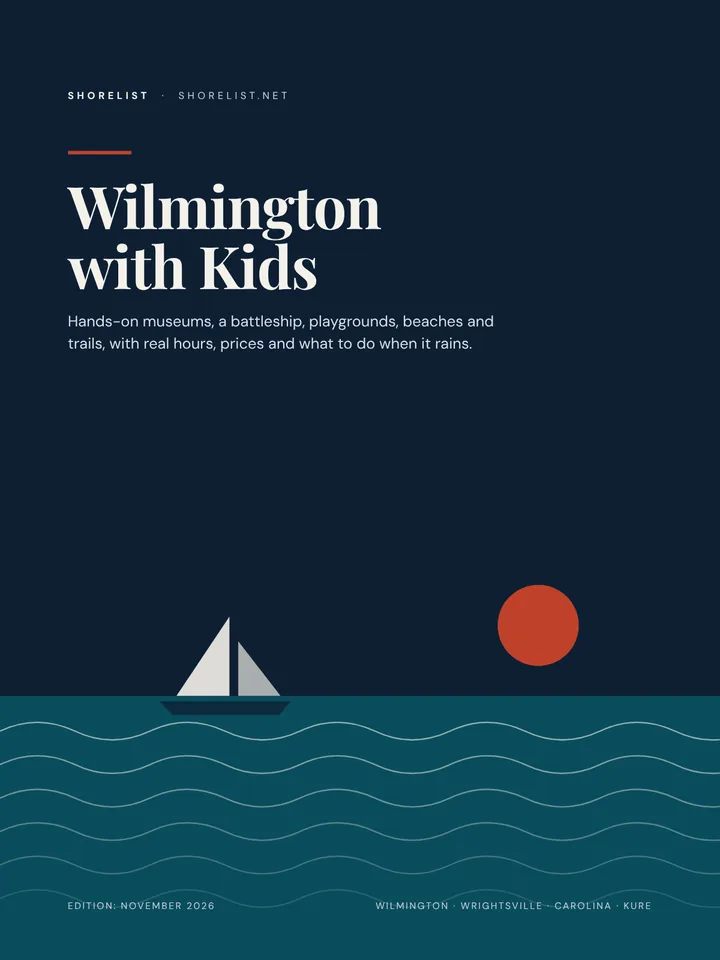 SHORELIST · SHORELIST.NET
Wilmington
with Kids
Hands-on museums, a battleship, playgrounds, beaches and
trails, with real hours, prices and what to do when it rains.
EDITION: NOVEMBER 2026
WILMINGTON · WRIGHTSVILLE · CAROLINA · KURE